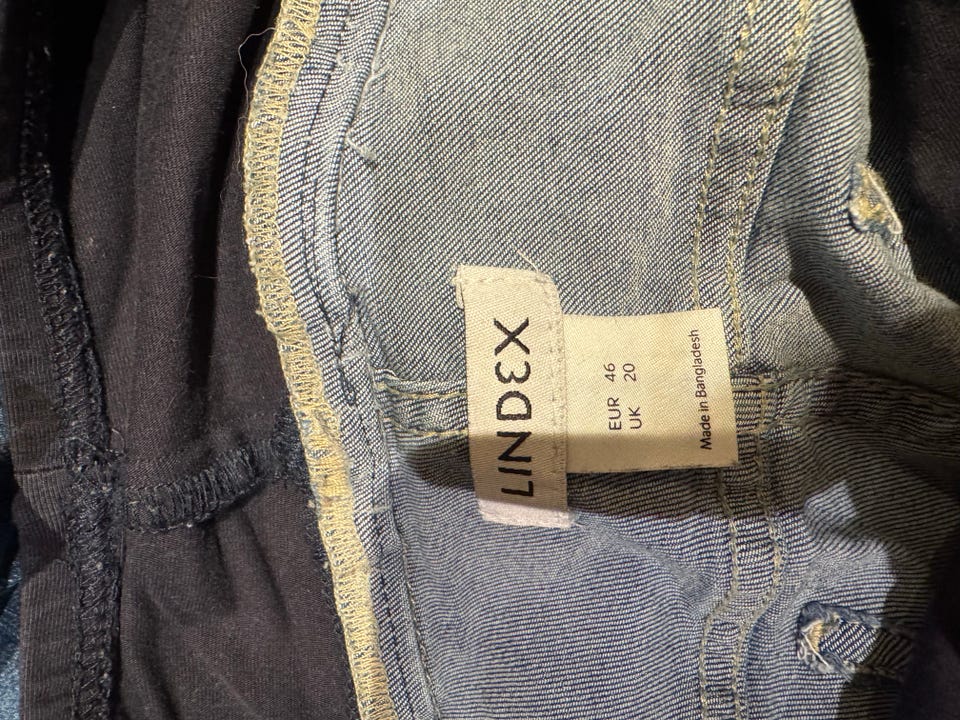 LINDEX
EUR 46
UK 20
Made in Bangladesh